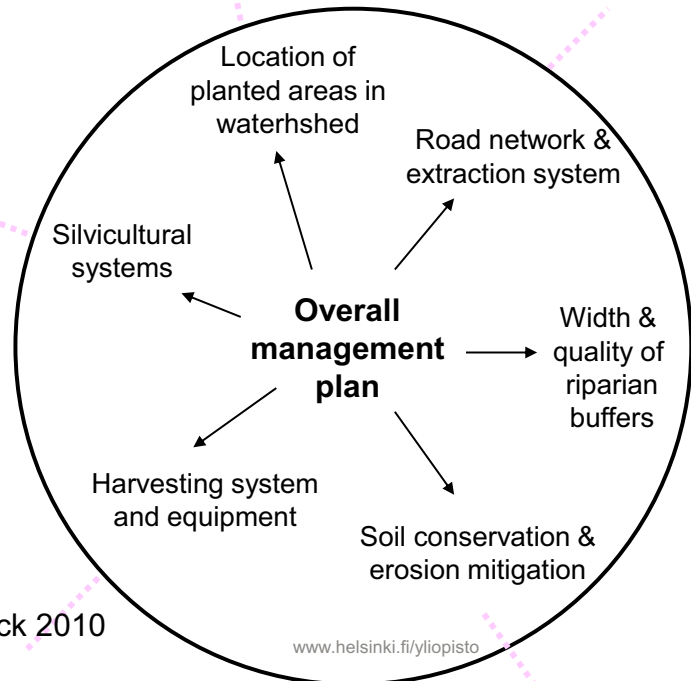 Location of
planted areas in
waterhshed
Road network &
extraction system
Silvicultural
systems
Overall
management
plan
Width &
quality of
riparian
buffers
Harvesting system
and equipment
Soil conservation &
erosion mitigation
2010
www.helsinki.fi/yliopisto